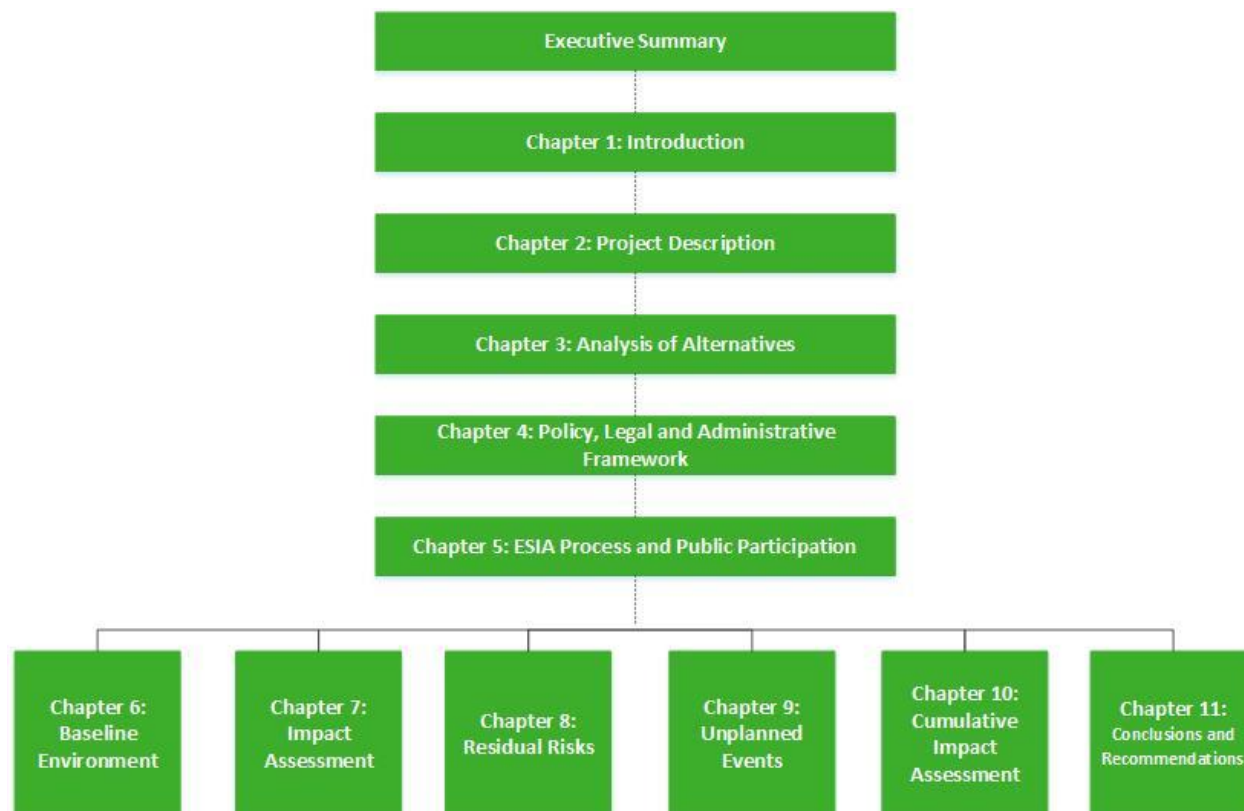 Executive Summary
Chapter 1: Introduction
Chapter 2: Project Description
Chapter 3: Analysis of Alternatives
Chapter 4: Policy, Legal and Administrative
Framework
Chapter 5: ESIA Process and Public Participation
Chapter 6:
Baseline
Environment
Chapter 7:
Impact
Assessment
Chapter 8:
Residual Risks
Chapter 9:
Unplanned
Events
Chapter 10:
Cumulative
Impact
Assessment
Chapter 11:
Conclusions and
Recommendations